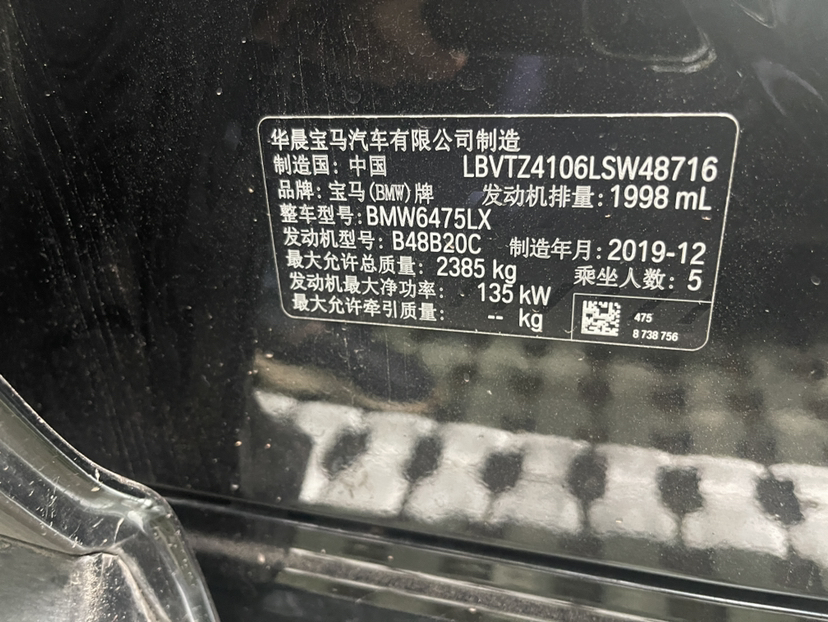 华晨宝马汽车有限公司制造
制造国：中国 LBVTZ4106LSW48716
品牌：宝马(BMW)牌 发动机排量：1998 mL
整车型号：BMW6475LX
发动机型号：B48B20C 制造年月：2019-12
最大允许总质量：2385 kg 乘坐人数：5
发动机最大净功率： 135 kW
最大允许牵引质量： -- kg
475
8 738 756